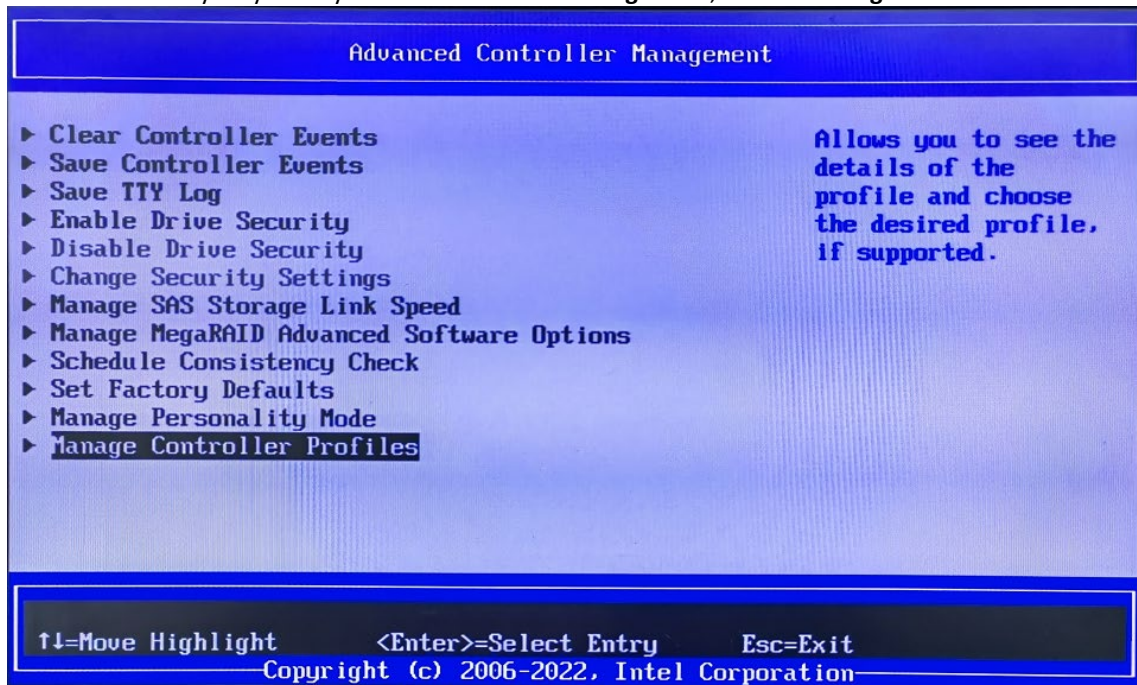 Advanced Controller Management
▶ Clear Controller Events
▶ Save Controller Events
▶ Save TTY Log
▶ Enable Drive Security
▶ Disable Drive Security
▶ Change Security Settings
▶ Manage SAS Storage Link Speed
▶ Manage MegaRAID Advanced Software Options
▶ Schedule Consistency Check
▶ Set Factory Defaults
▶ Manage Personality Mode
▶ Manage Controller Profiles
Allows you to see the
details of the
profile and choose
the desired profile,
if supported.
↑↓=Move Highlight <Enter>=Select Entry Esc=Exit
Copyright (c) 2006-2022, Intel Corporation